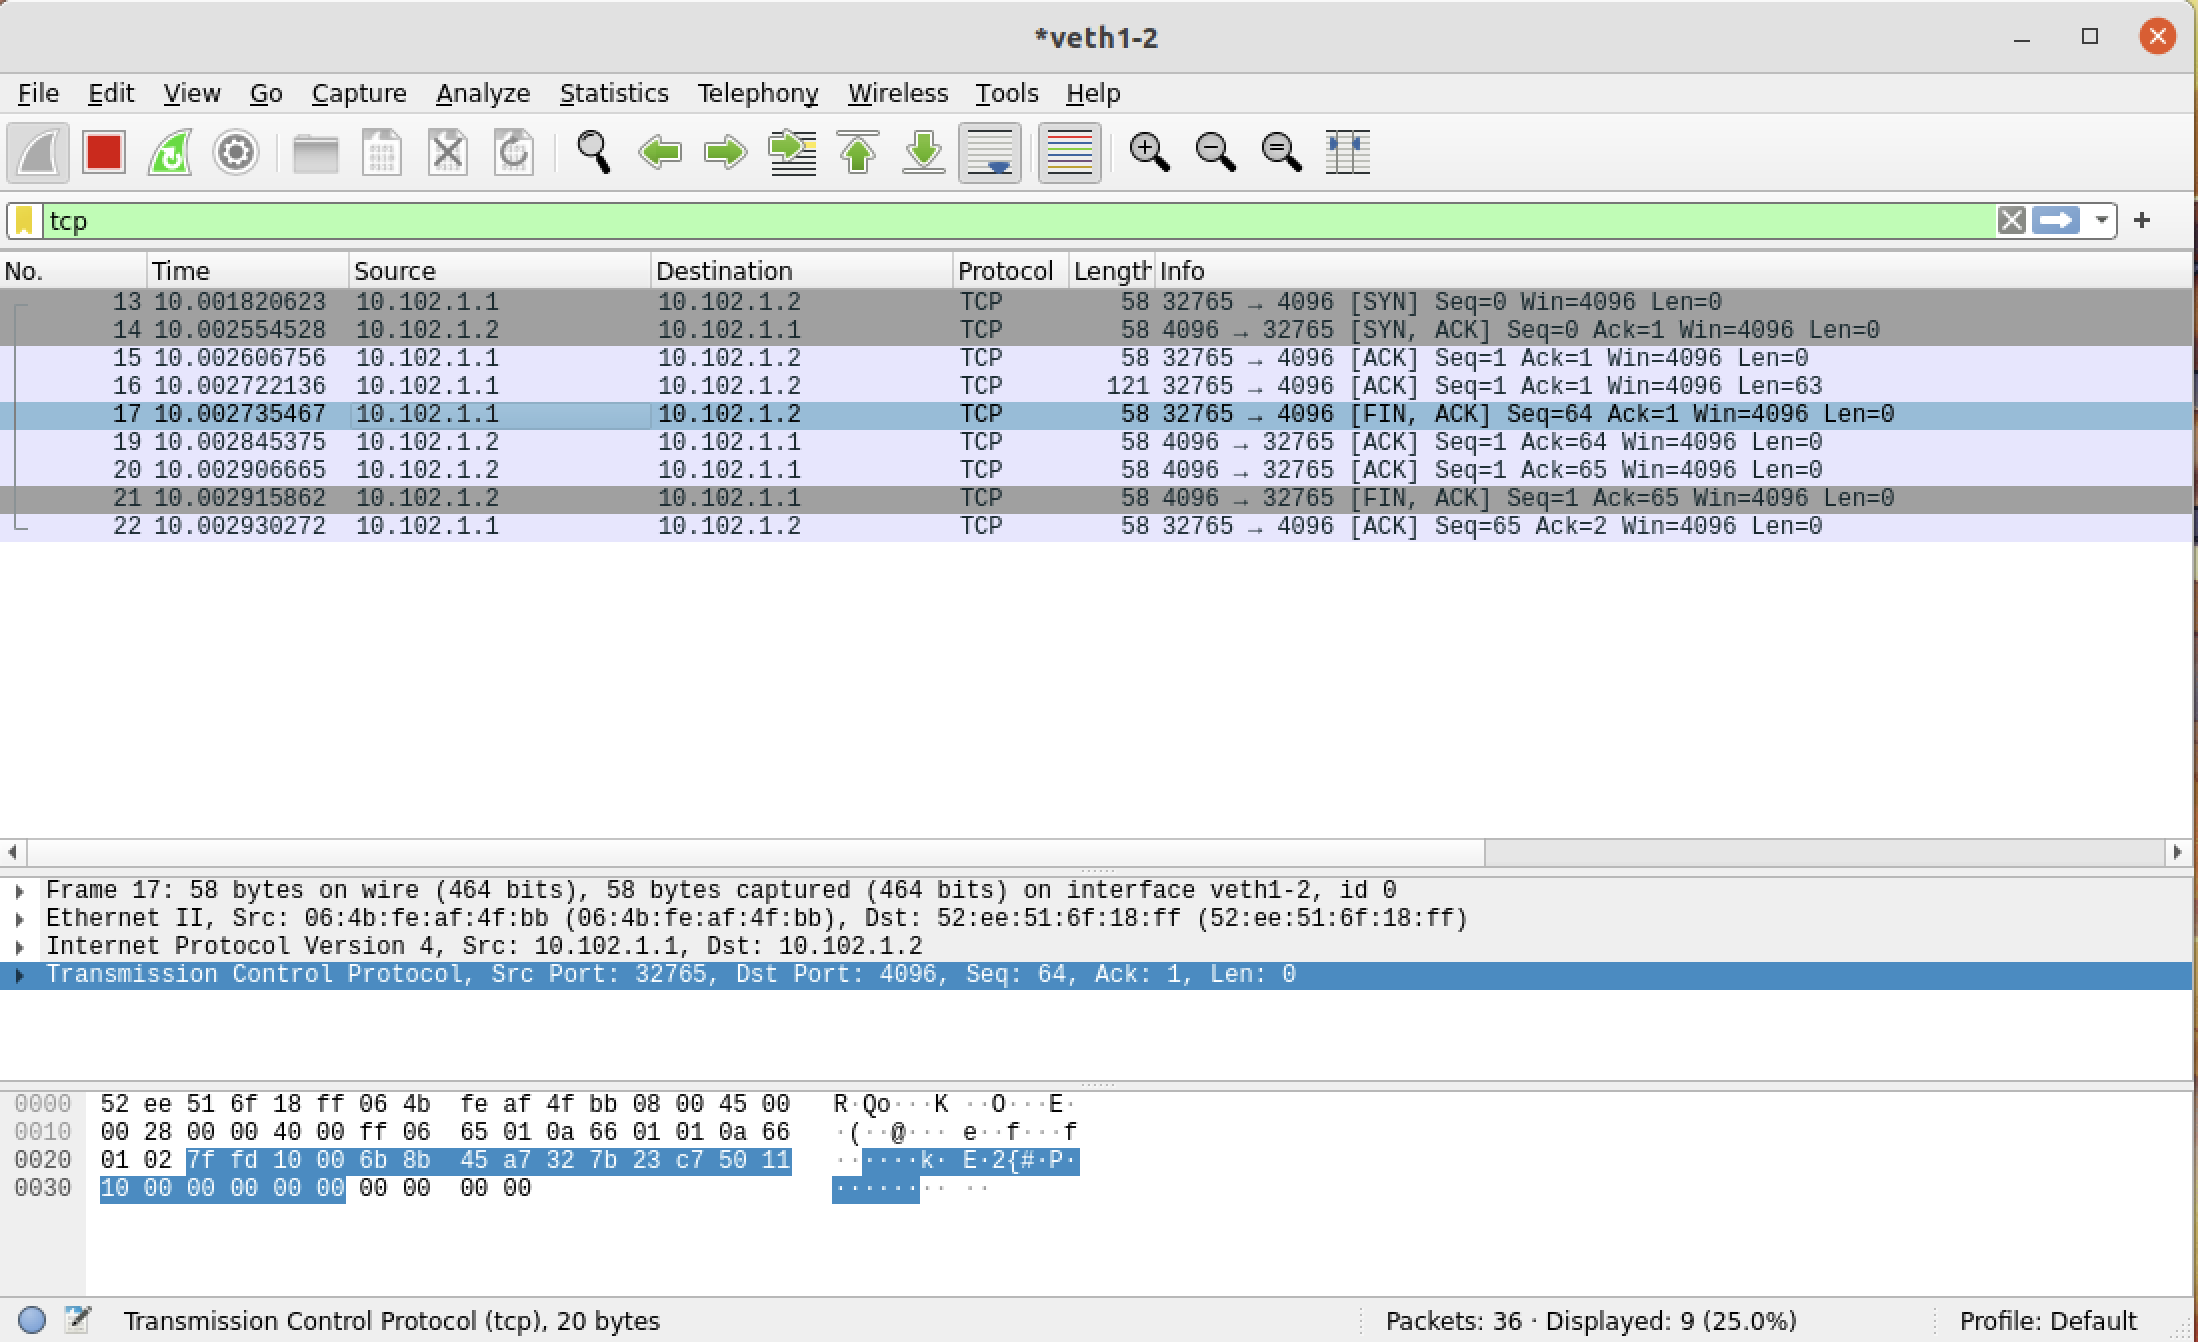 *veth1-2
File Edit View Go Capture Analyze Statistics Telephony Wireless Tools Help
tcp
No. Time Source Destination Protocol Length Info
13 10.001820623 10.102.1.1 10.102.1.2 TCP 58 32765 → 4096 [SYN] Seq=0 Win=4096 Len=0
14 10.002554528 10.102.1.2 10.102.1.1 TCP 58 4096 → 32765 [SYN, ACK] Seq=0 Ack=1 Win=4096 Len=0
15 10.002606756 10.102.1.1 10.102.1.2 TCP 58 32765 → 4096 [ACK] Seq=1 Ack=1 Win=4096 Len=0
16 10.002722136 10.102.1.1 10.102.1.2 TCP 121 32765 → 4096 [ACK] Seq=1 Ack=1 Win=4096 Len=63
17 10.002735467 10.102.1.1 10.102.1.2 TCP 58 32765 → 4096 [FIN, ACK] Seq=64 Ack=1 Win=4096 Len=0
19 10.002845375 10.102.1.2 10.102.1.1 TCP 58 4096 → 32765 [ACK] Seq=1 Ack=64 Win=4096 Len=0
20 10.002906665 10.102.1.2 10.102.1.1 TCP 58 4096 → 32765 [ACK] Seq=1 Ack=65 Win=4096 Len=0
21 10.002915862 10.102.1.2 10.102.1.1 TCP 58 4096 → 32765 [FIN, ACK] Seq=1 Ack=65 Win=4096 Len=0
22 10.002930272 10.102.1.1 10.102.1.2 TCP 58 32765 → 4096 [ACK] Seq=65 Ack=2 Win=4096 Len=0
Frame 17: 58 bytes on wire (464 bits), 58 bytes captured (464 bits) on interface veth1-2, id 0
Ethernet II, Src: 06:4b:fe:af:4f:bb (06:4b:fe:af:4f:bb), Dst: 52:ee:51:6f:18:ff (52:ee:51:6f:18:ff)
Internet Protocol Version 4, Src: 10.102.1.1, Dst: 10.102.1.2
Transmission Control Protocol, Src Port: 32765, Dst Port: 4096, Seq: 64, Ack: 1, Len: 0
0000 52 ee 51 6f 18 ff 06 4b fe af 4f bb 08 00 45 00 R·Qo···K ··O···E·
0010 00 28 00 00 40 00 ff 06 65 01 0a 66 01 01 0a 66 ·(··@··· e··f···f
0020 01 02 7f fd 10 00 6b 8b 45 a7 32 7b 23 c7 50 11 ······k· E·2{#·P·
0030 10 00 00 00 00 00 00 00 00 00 ········ ··
Transmission Control Protocol (tcp), 20 bytes Packets: 36 · Displayed: 9 (25.0%) Profile: Default